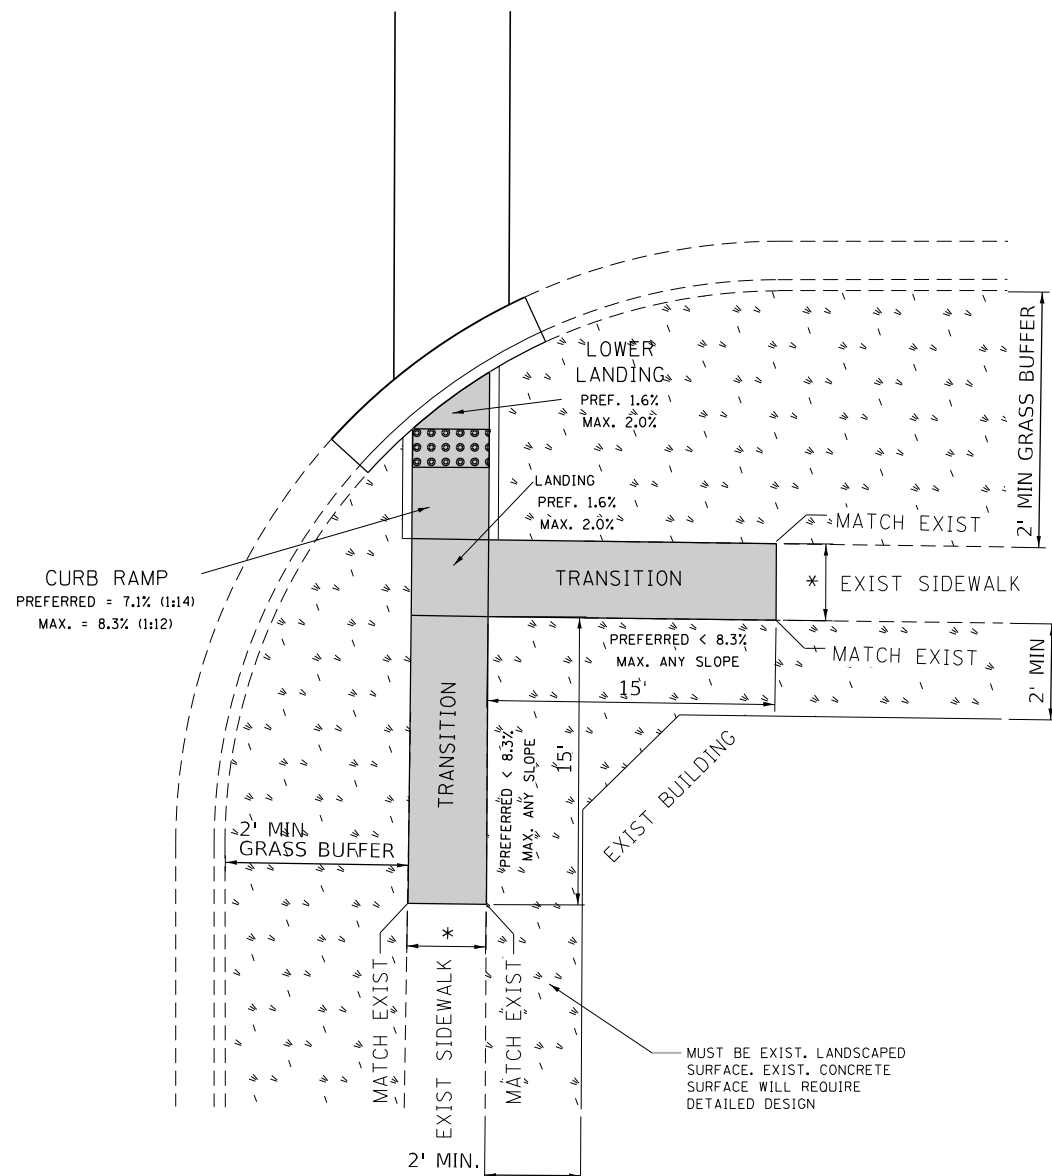 LOWER
LANDING
PREF. 1.6%
MAX. 2.0%
2' MIN GRASS BUFFER
LANDING
PREF. 1.6%
MAX. 2.0%
MATCH EXIST
CURB RAMP
PREFERRED = 7.1% (1:14)
MAX. = 8.3% (1:12)
TRANSITION
* EXIST SIDEWALK
PREFERRED < 8.3%
MAX. ANY SLOPE
MATCH EXIST
2' MIN
15'
TRANSITION
PREFERRED < 8.3%
MAX. ANY SLOPE
15'
EXIST BUILDING
2' MIN.
GRASS BUFFER
*
MATCH EXIST
EXIST SIDEWALK
MATCH EXIST
MUST BE EXIST. LANDSCAPED
SURFACE. EXIST. CONCRETE
SURFACE WILL REQUIRE
DETAILED DESIGN
2' MIN.